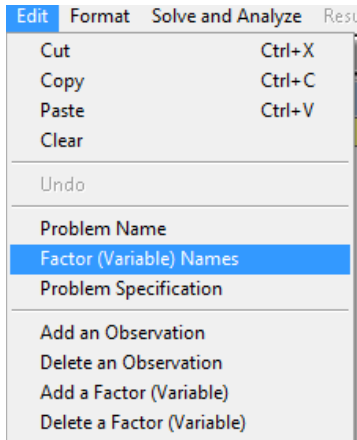 Edit Format Solve and Analyze
Cut Ctrl+X
Copy Ctrl+C
Paste Ctrl+V
Clear
Undo
Problem Name
Factor (Variable) Names
Problem Specification
Add an Observation
Delete an Observation
Add a Factor (Variable)
Delete a Factor (Variable)